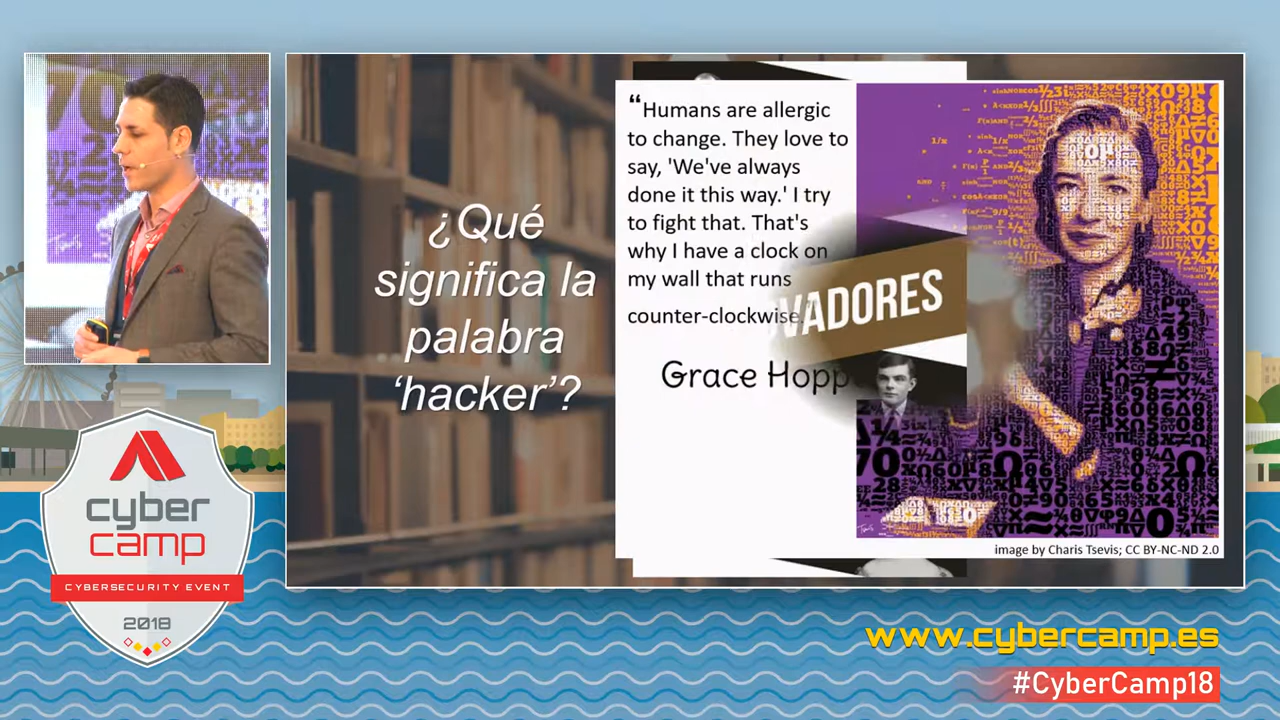 ¿Qué
significa la
palabra
‘hacker’?
“Humans are allergic
to change. They love to
say, 'We've always
done it this way.' I try
to fight that. That's
why I have a clock on
my wall that runs
counter-clockwise.
Grace Hopp
VADORES
image by Charis Tsevis; CC BY-NC-ND 2.0
cyber
camp
CYBERSECURITY EVENT
2018
www.cybercamp.es
#CyberCamp18